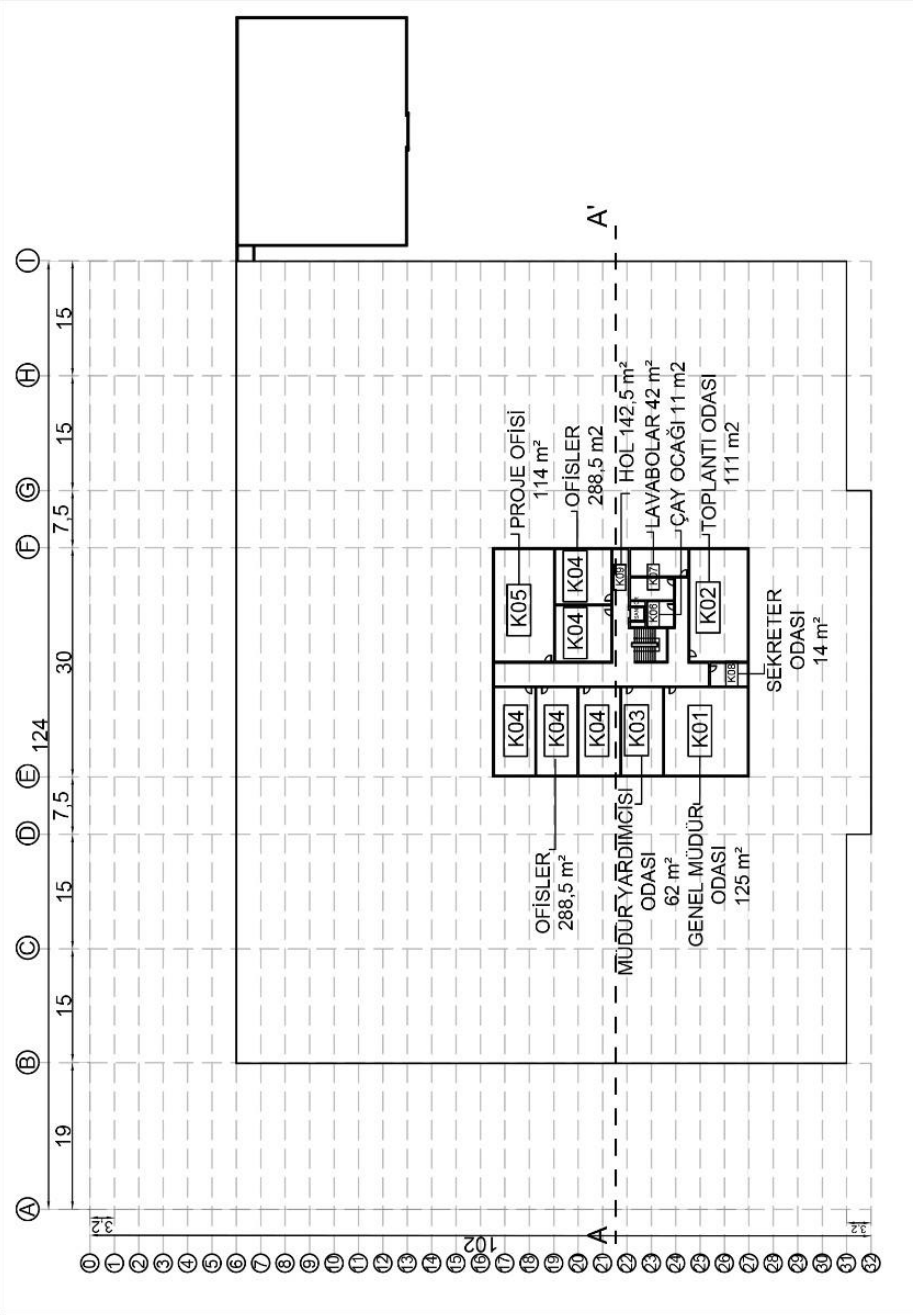 A
B
C
D
E
F
G
H
I
19
15
15
7,5
30
7,5
15
15
124
3,2
102
3,2
0
1
2
3
4
5
6
7
8
9
10
11
12
13
14
15
16
17
18
19
20
21
22
23
24
25
26
27
28
29
30
31
32
A
A'
K05
K04
K04
K04
K04
K04
K03
K01
K09
K07
K06
K02
K08
PROJE OFİSİ
114 m²
OFİSLER
288,5 m2
HOL 142,5 m²
LAVABOLAR 42 m²
ÇAY OCAĞI 11 m2
TOPLANTI ODASI
111 m2
SEKRETER
ODASI
14 m²
OFİSLER
288,5 m²
MÜDÜR YARDIMCISI
ODASI
62 m²
GENEL MÜDÜR
ODASI
125 m²